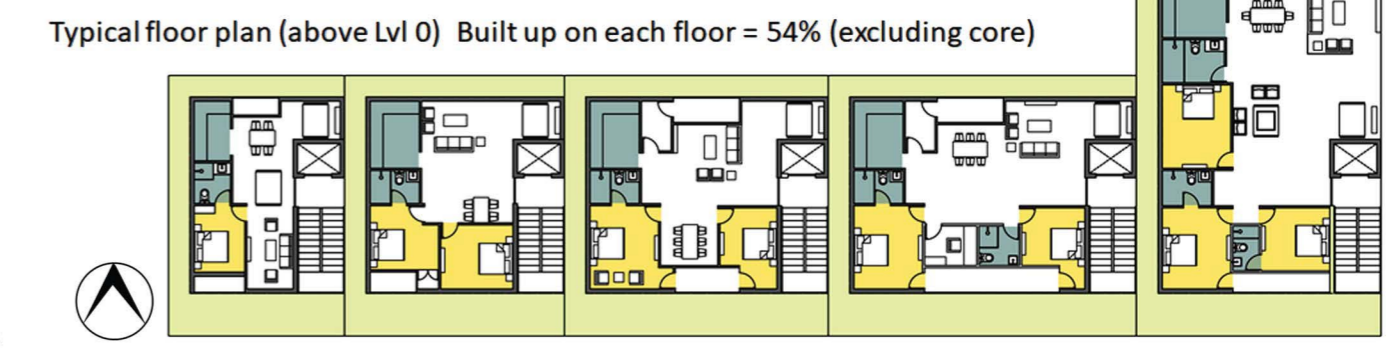 Typical floor plan (above Lvl 0)  Built up on each floor = 54% (excluding core)